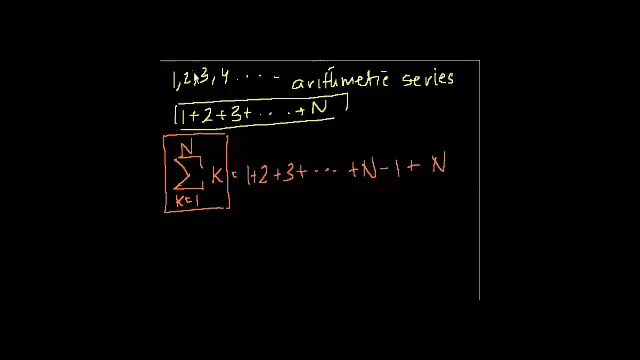 1, 2, 3, 4 ..... arithmetic series
1 + 2 + 3 + ..... + N
N
∑ K = 1 + 2 + 3 + ..... + N - 1 + N
K=1